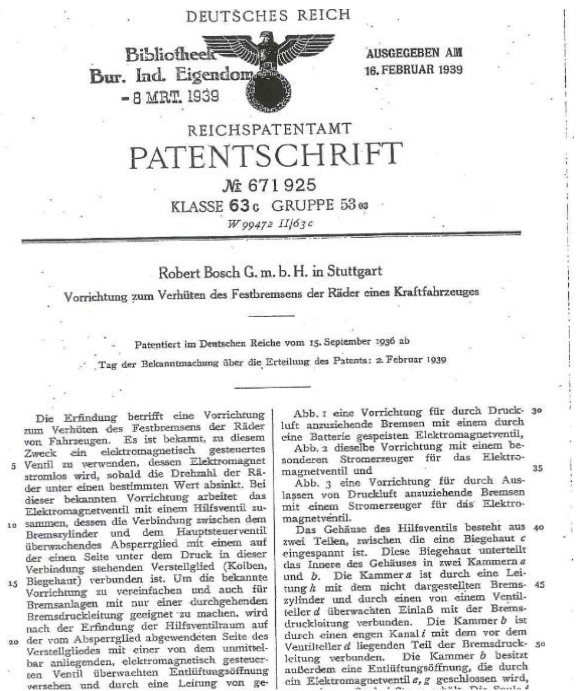 DEUTSCHES REICH
Bibliotheek
Bur. Ind. Eigendom
- 8 MRT. 1939
AUSGEGEBEN AM
16. FEBRUAR 1939
REICHSPATENTAMT
PATENTSCHRIFT
№ 671925
KLASSE 63c GRUPPE 53 03
W 99472 II/63 c
Robert Bosch G. m. b. H. in Stuttgart
Vorrichtung zum Verhüten des Festbremsens der Räder eines Kraftfahrzeuges
Patentiert im Deutschen Reiche vom 15. September 1936 ab
Tag der Bekanntmachung über die Erteilung des Patents: 2. Februar 1939
Die Erfindung betrifft eine Vorrichtung
zum Verhüten des Festbremsens der Räder
von Fahrzeugen. Es ist bekannt, zu diesem
Zweck ein elektromagnetisch gesteuertes
5 Ventil zu verwenden, dessen Elektromagnet
stromlos wird, sobald die Drehzahl der Rä-
der unter einen bestimmten Wert absinkt. Bei
dieser bekannten Vorrichtung arbeitet das
Elektromagnetventil mit einem Hilfsventil zu-
10 sammen, dessen die Verbindung zwischen dem
Bremszylinder und dem Hauptsteuerventil
überwachendes Absperrglied mit einem auf
der einen Seite unter dem Druck in dieser
Verbindung stehenden Verstellglied (Kolben,
15 Biegehaut) verbunden ist. Um die bekannte
Vorrichtung zu vereinfachen und auch für
Bremsanlagen mit nur einer durchgehenden
Bremsdruckleitung geeignet zu machen, wird
nach der Erfindung der Hilfsventilraum auf
20 der vom Absperrglied abgewendeten Seite des
Verstellgliedes mit einer von dem unmittel-
bar anliegenden, elektromagnetisch gesteuer-
ten Ventil überwachten Entlüftungsöffnung
versehen und durch eine Leitung von ge-
Abb. 1 eine Vorrichtung für durch Druck- 30
luft anzuziehende Bremsen mit einem durch
eine Batterie gespeisten Elektromagnetventil,
Abb. 2 dieselbe Vorrichtung mit einem be-
sonderen Stromerzeuger für das Elektro-
magnetventil und 35
Abb. 3 eine Vorrichtung für durch Aus-
lassen von Druckluft anzuziehende Bremsen
mit einem Stromerzeuger für das Elektro-
magnetventil.
Das Gehäuse des Hilfsventils besteht aus 40
zwei Teilen, zwischen die eine Biegehaut c
eingespannt ist. Diese Biegehaut unterteilt
das Innere des Gehäuses in zwei Kammern a
und b. Die Kammer a ist durch eine Lei-
tung k mit dem nicht dargestellten Brems- 45
zylinder und durch einen von einem Ventil-
teller d überwachten Einlaß mit der Brems-
druckleitung verbunden. Die Kammer b ist
durch einen engen Kanal i mit dem vor dem
Ventilteller d liegenden Teil der Bremsdruck- 50
leitung verbunden. Die Kammer b besitzt
außerdem eine Entlüftungsöffnung, die durch
ein Elektromagnetventil e, g geschlossen wird,